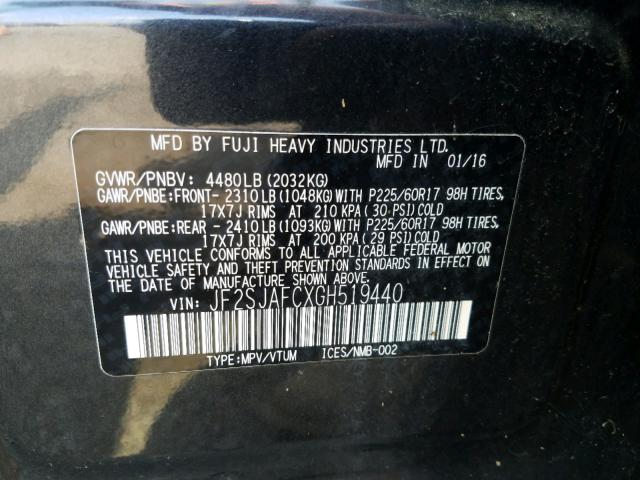 MFD BY FUJI HEAVY INDUSTRIES LTD.
MFD IN 01/16
GVWR/PNBV: 4480LB(2032KG)
GAWR/PNBE:FRONT-2310LB(1048KG)WITH P225/60R17 98H TIRES,
17X7J RIMS AT 210 KPA(30 PSI)COLD
GAWR/PNBE:REAR -2410LB(1093KG)WITH P225/60R17 98H TIRES,
17X7J RIMS AT 200 KPA(29 PSI)COLD
THIS VEHICLE CONFORMS TO ALL APPLICABLE FEDERAL MOTOR
VEHICLE SAFETY AND THEFT PREVENTION STANDARDS IN EFFECT ON
THE DATE OF MANUFACTURE SHOWN ABOVE.
VIN: JF2SJAFCXGH519440
TYPE:MPV/VTUM ICES/NMB-002